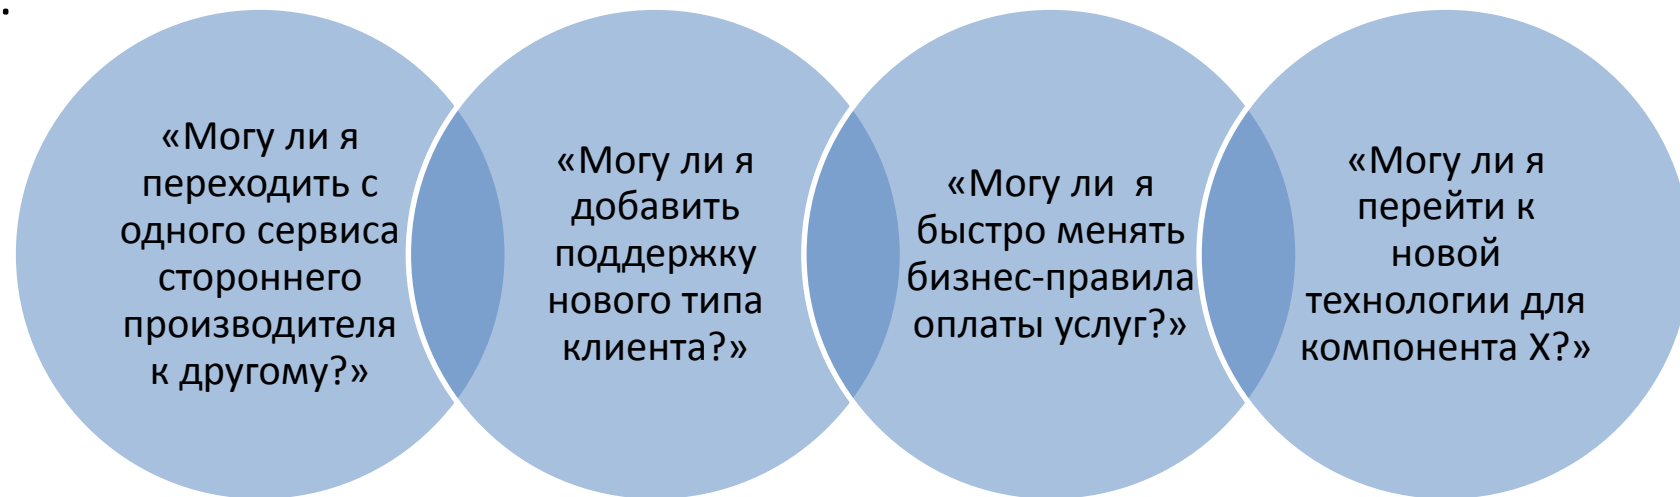 .
«Могу ли я
переходить с
одного сервиса
стороннего
производителя
к другому?»
«Могу ли я
добавить
поддержку
нового типа
клиента?»
«Могу ли  я
быстро менять
бизнес-правила
оплаты услуг?»
«Могу ли я
перейти к
новой
технологии для
компонента X?»